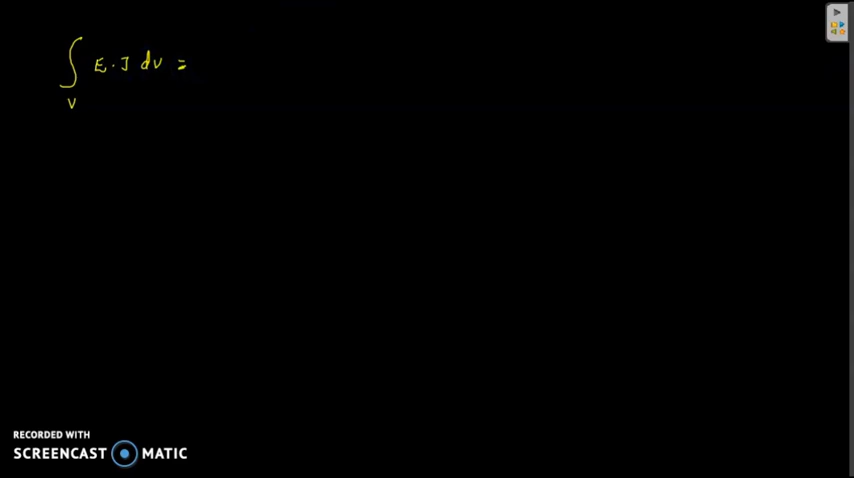 ∫ E . J dv =
V
RECORDED WITH
SCREENCAST MATIC